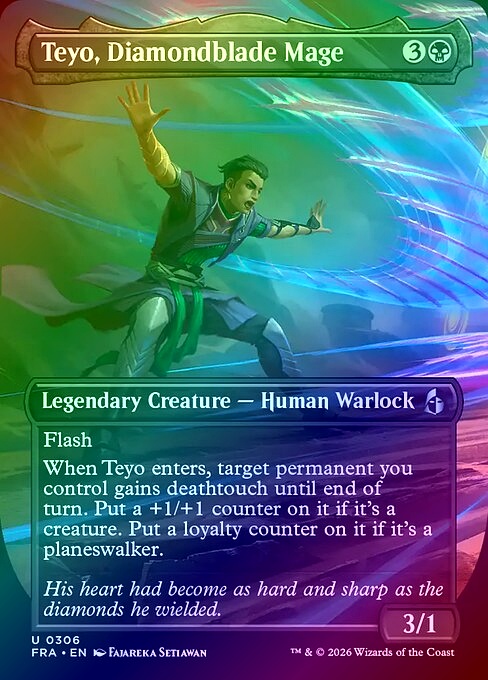 Teyo, Diamondblade Mage 3
Legendary Creature — Human Warlock
Flash
When Teyo enters, target permanent you
control gains deathtouch until end of
turn. Put a +1/+1 counter on it if it's a
creature. Put a loyalty counter on it if it's a
planeswalker.
His heart had become as hard and sharp as the
diamonds he wielded.
3/1
U 0306
FRA • EN Fajareka Setiawan
™ & © 2026 Wizards of the Coast